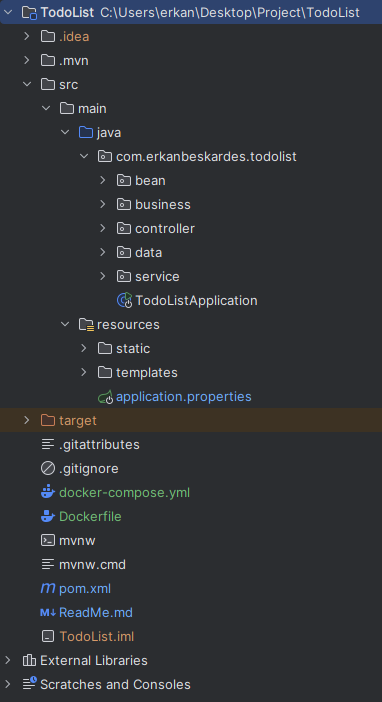 TodoList C:\Users\erkan\Desktop\Project\TodoList
.idea
.mvn
src
main
java
com.erkanbeskardes.todolist
bean
business
controller
data
service
TodoListApplication
resources
static
templates
application.properties
target
.gitattributes
.gitignore
docker-compose.yml
Dockerfile
mvnw
mvnw.cmd
pom.xml
ReadMe.md
TodoList.iml
External Libraries
Scratches and Consoles